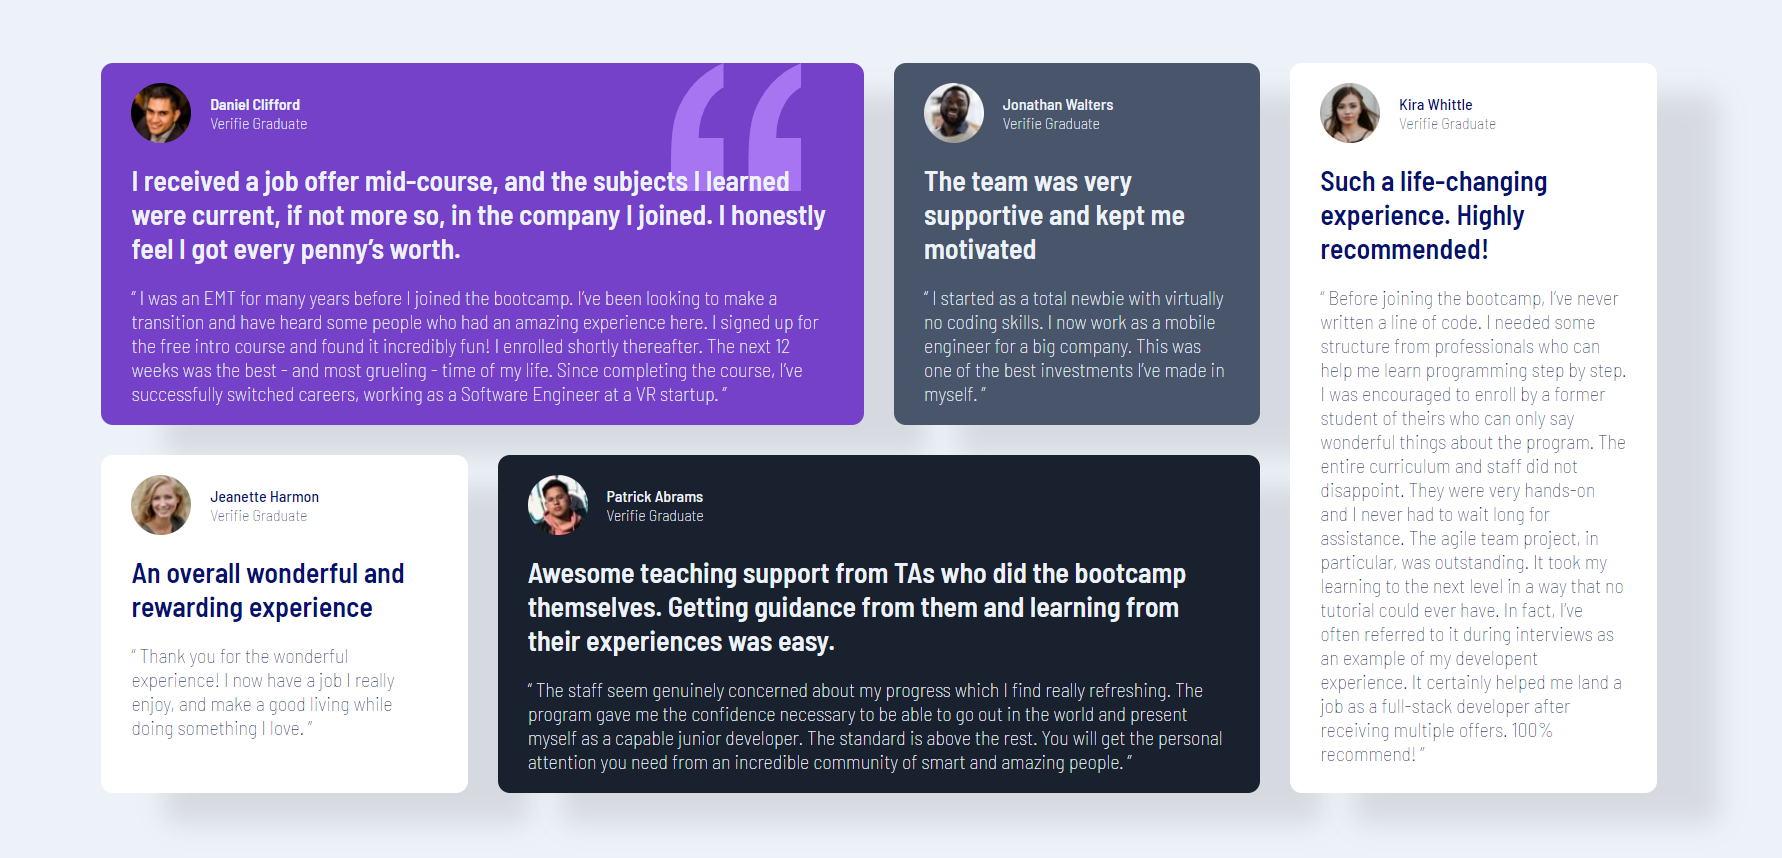 Daniel Clifford
Verifie Graduate
I received a job offer mid-course, and the subjects I learned
were current, if not more so, in the company I joined. I honestly
feel I got every penny’s worth.
“ I was an EMT for many years before I joined the bootcamp. I’ve been looking to make a
transition and have heard some people who had an amazing experience here. I signed up for
the free intro course and found it incredibly fun! I enrolled shortly thereafter. The next 12
weeks was the best - and most grueling - time of my life. Since completing the course, I’ve
successfully switched careers, working as a Software Engineer at a VR startup. ”
Jonathan Walters
Verifie Graduate
The team was very
supportive and kept me
motivated
“ I started as a total newbie with virtually
no coding skills. I now work as a mobile
engineer for a big company. This was
one of the best investments I’ve made in
myself. ”
Kira Whittle
Verifie Graduate
Such a life-changing
experience. Highly
recommended!
“ Before joining the bootcamp, I’ve never
written a line of code. I needed some
structure from professionals who can
help me learn programming step by step.
I was encouraged to enroll by a former
student of theirs who can only say
wonderful things about the program. The
entire curriculum and staff did not
disappoint. They were very hands-on
and I never had to wait long for
assistance. The agile team project, in
particular, was outstanding. It took my
learning to the next level in a way that no
tutorial could ever have. In fact, I’ve
often referred to it during interviews as
an example of my developent
experience. It certainly helped me land a
job as a full-stack developer after
receiving multiple offers. 100%
recommend! ”
Jeanette Harmon
Verifie Graduate
An overall wonderful and
rewarding experience
“ Thank you for the wonderful
experience! I now have a job I really
enjoy, and make a good living while
doing something I love. ”
Patrick Abrams
Verifie Graduate
Awesome teaching support from TAs who did the bootcamp
themselves. Getting guidance from them and learning from
their experiences was easy.
“ The staff seem genuinely concerned about my progress which I find really refreshing. The
program gave me the confidence necessary to be able to go out in the world and present
myself as a capable junior developer. The standard is above the rest. You will get the personal
attention you need from an incredible community of smart and amazing people. ”